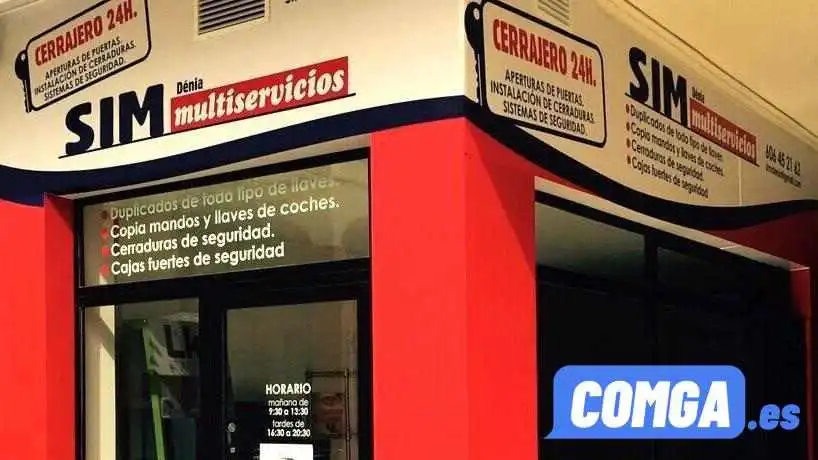 CERRAJERO 24H.
APERTURAS DE PUERTAS.
INSTALACIÓN DE CERRADURAS.
SISTEMAS DE SEGURIDAD.
Dénia
SIM multiservicios
CERRAJERO 24H.
APERTURAS DE PUERTAS.
INSTALACIÓN DE CERRADURAS.
SISTEMAS DE SEGURIDAD.
Dénia
SIM multiservicios
Duplicados de todo tipo de llaves.
Copia mandos y llaves de coches.
Cerraduras de seguridad.
Cajas fuertes de seguridad
606 45 21 62
Duplicados de todo tipo de llaves.
Copia mandos y llaves de coches.
Cerraduras de seguridad.
Cajas fuertes de seguridad
HORARIO
mañana de
9:30 a 13:30
tardes de
16:30 a 20:30
COMGA.es